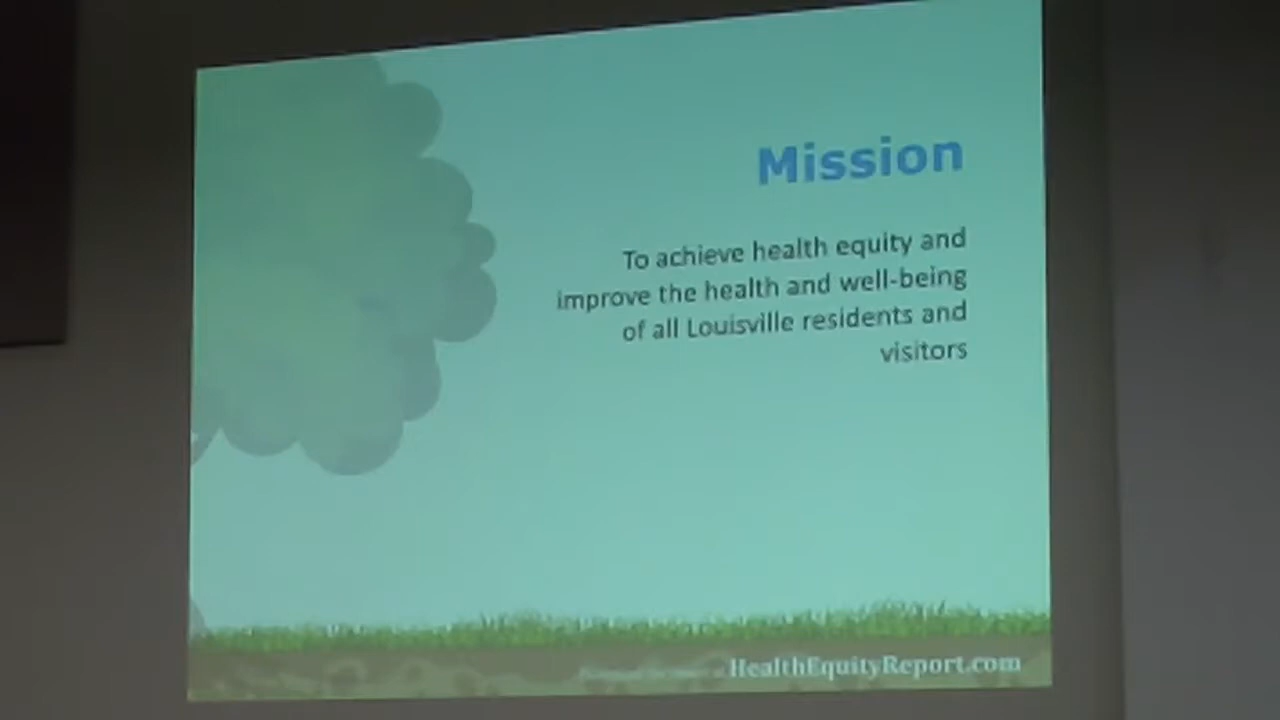 Mission
To achieve health equity and
improve the health and well-being
of all Louisville residents and
visitors
HealthEquityReport.com